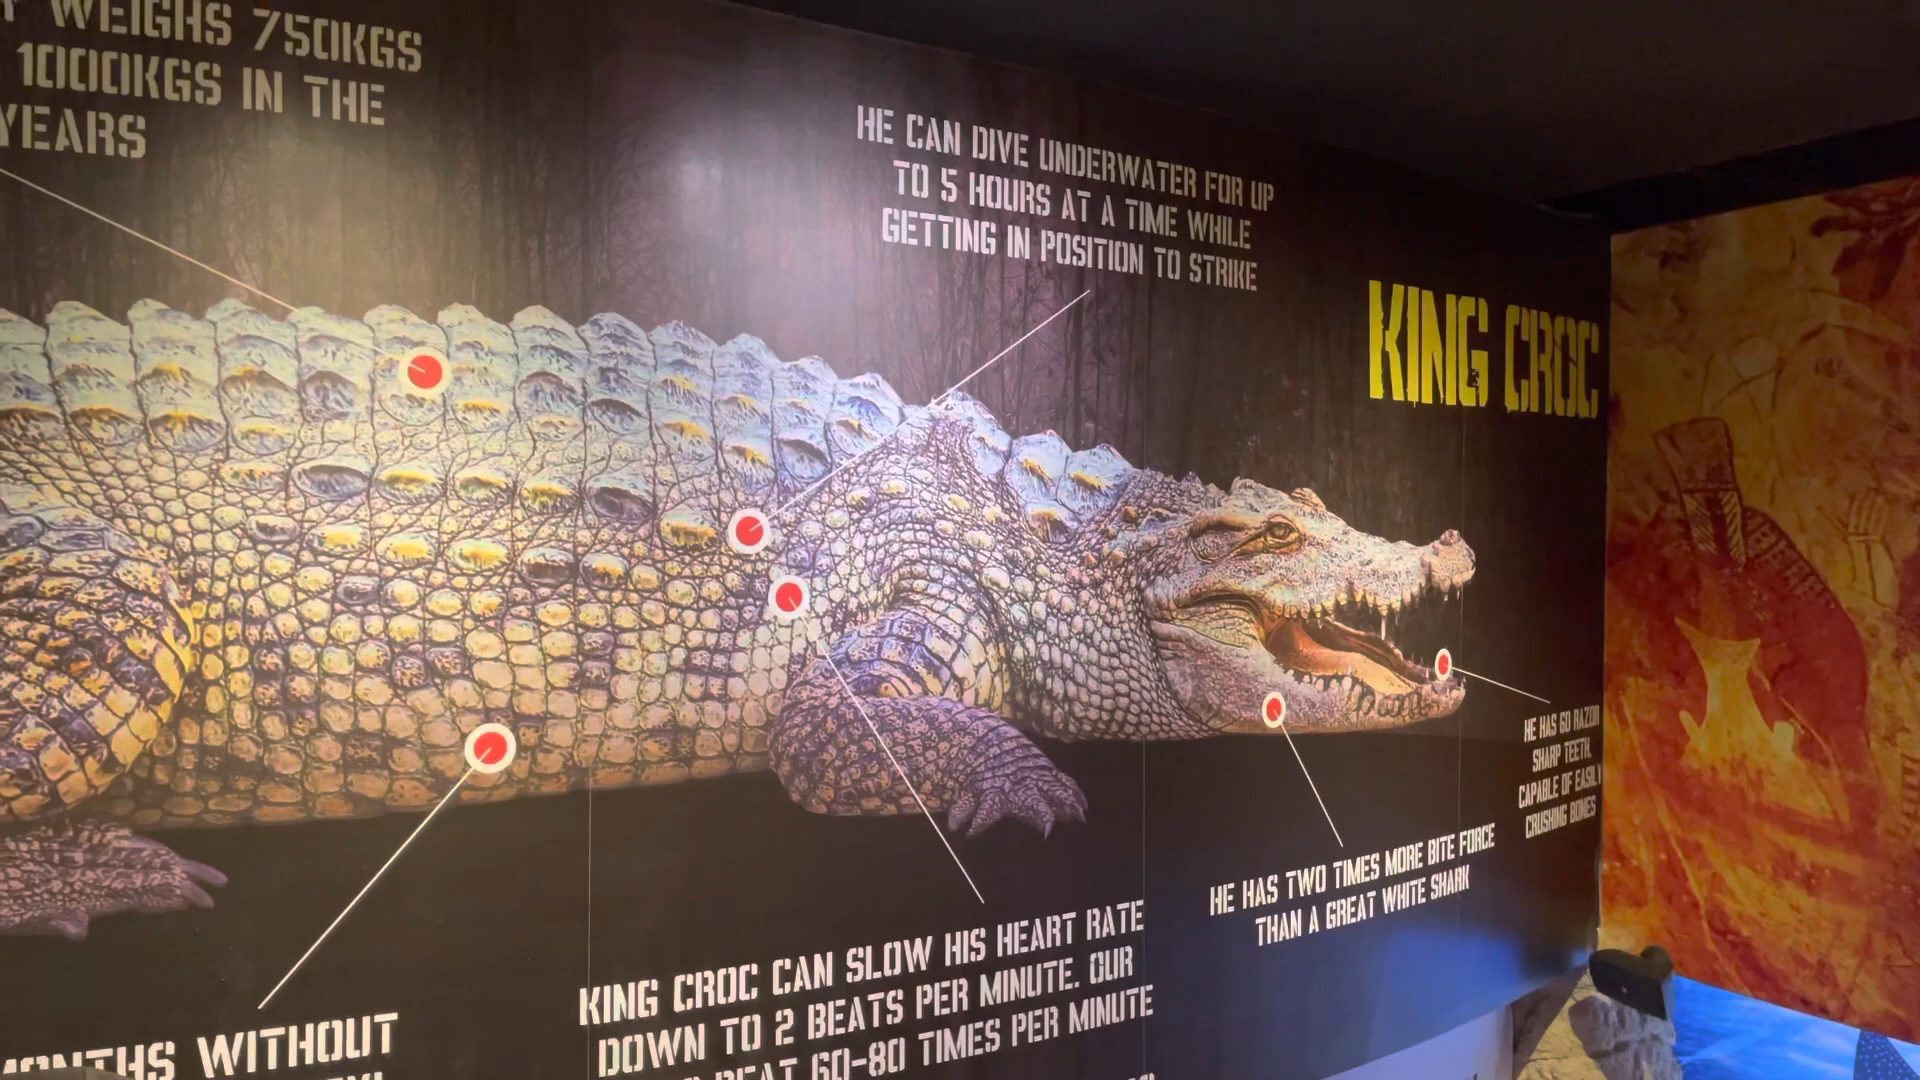 WEIGHS 750KGS
1000KGS IN THE
YEARS
HE CAN DIVE UNDERWATER FOR UP
TO 5 HOURS AT A TIME WHILE
GETTING IN POSITION TO STRIKE
KING CROC
HE HAS 60 RAZOR
SHARP TEETH,
CAPABLE OF EASILY
CRUSHING BONES
HE HAS TWO TIMES MORE BITE FORCE
THAN A GREAT WHITE SHARK
KING CROC CAN SLOW HIS HEART RATE
DOWN TO 2 BEATS PER MINUTE. OUR
BEAT 60-80 TIMES PER MINUTE
MONTHS WITHOUT